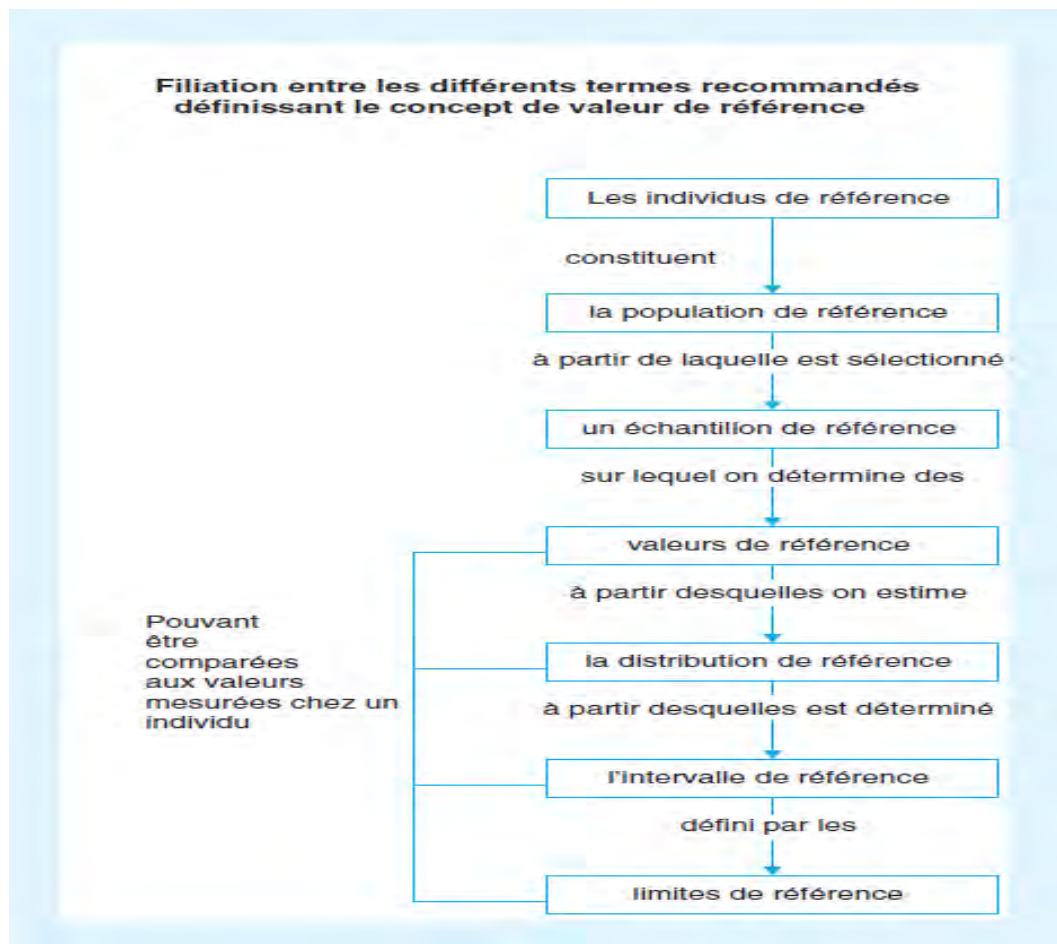 Filiation entre les différents termes recommandés
définissant le concept de valeur de référence
Les individus de référence
constituent
la population de référence
à partir de laquelle est sélectionné
un échantillon de référence
sur lequel on détermine des
valeurs de référence
à partir desquelles on estime
Pouvant
être
comparées
aux valeurs
mesurées chez un
individu
la distribution de référence
à partir desquelles est déterminé
l'intervalle de référence
défini par les
limites de référence